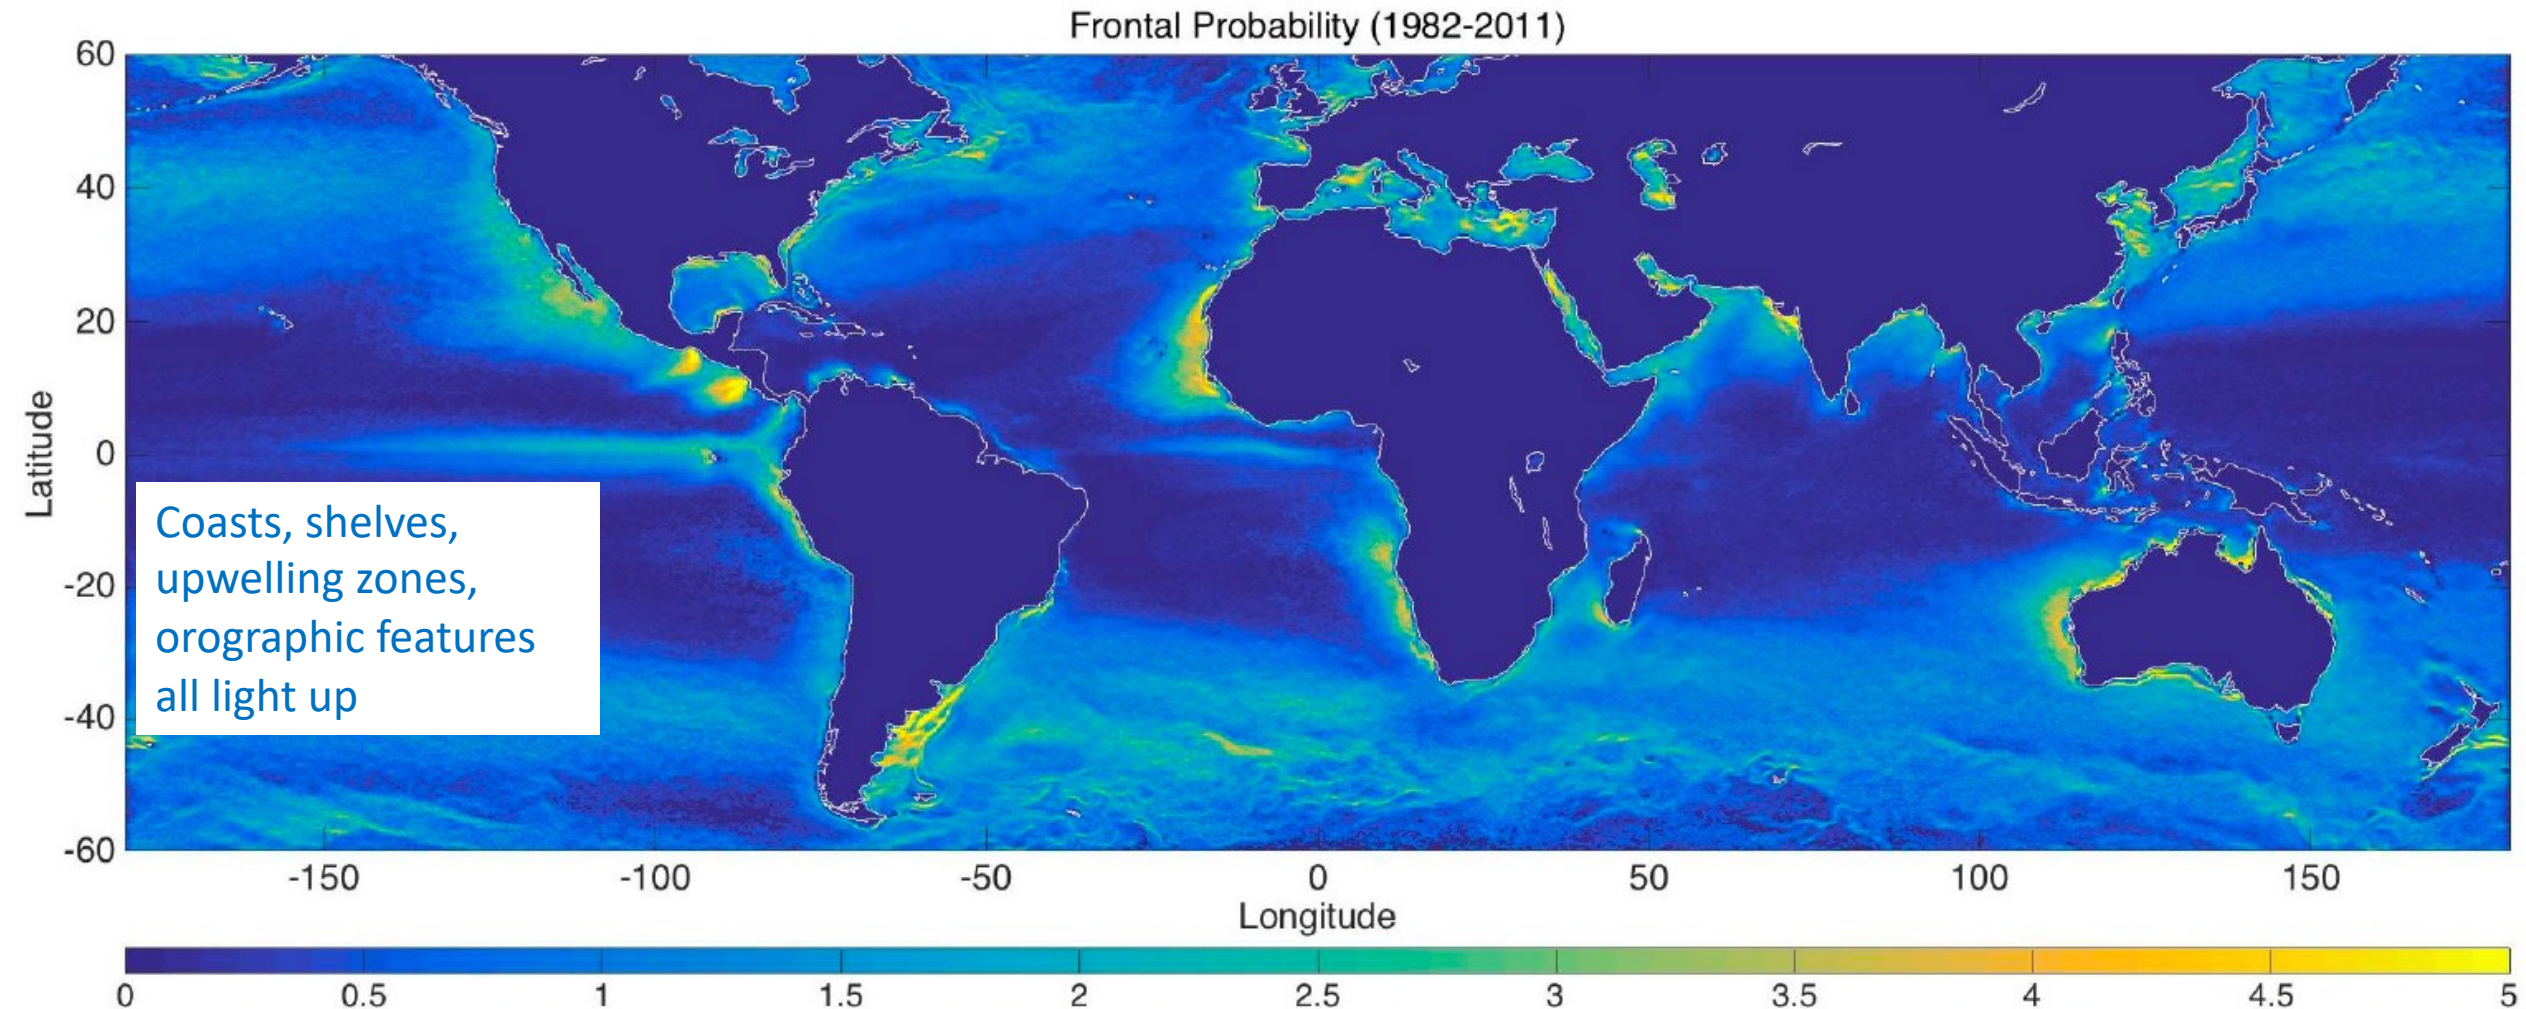 Frontal Probability (1982-2011)
60
40
20
0
-20
-40
-60
Latitude
Coasts, shelves,
upwelling zones,
orographic features
all light up
-150 -100 -50 0 50 100 150
Longitude
0 0.5 1 1.5 2 2.5 3 3.5 4 4.5 5